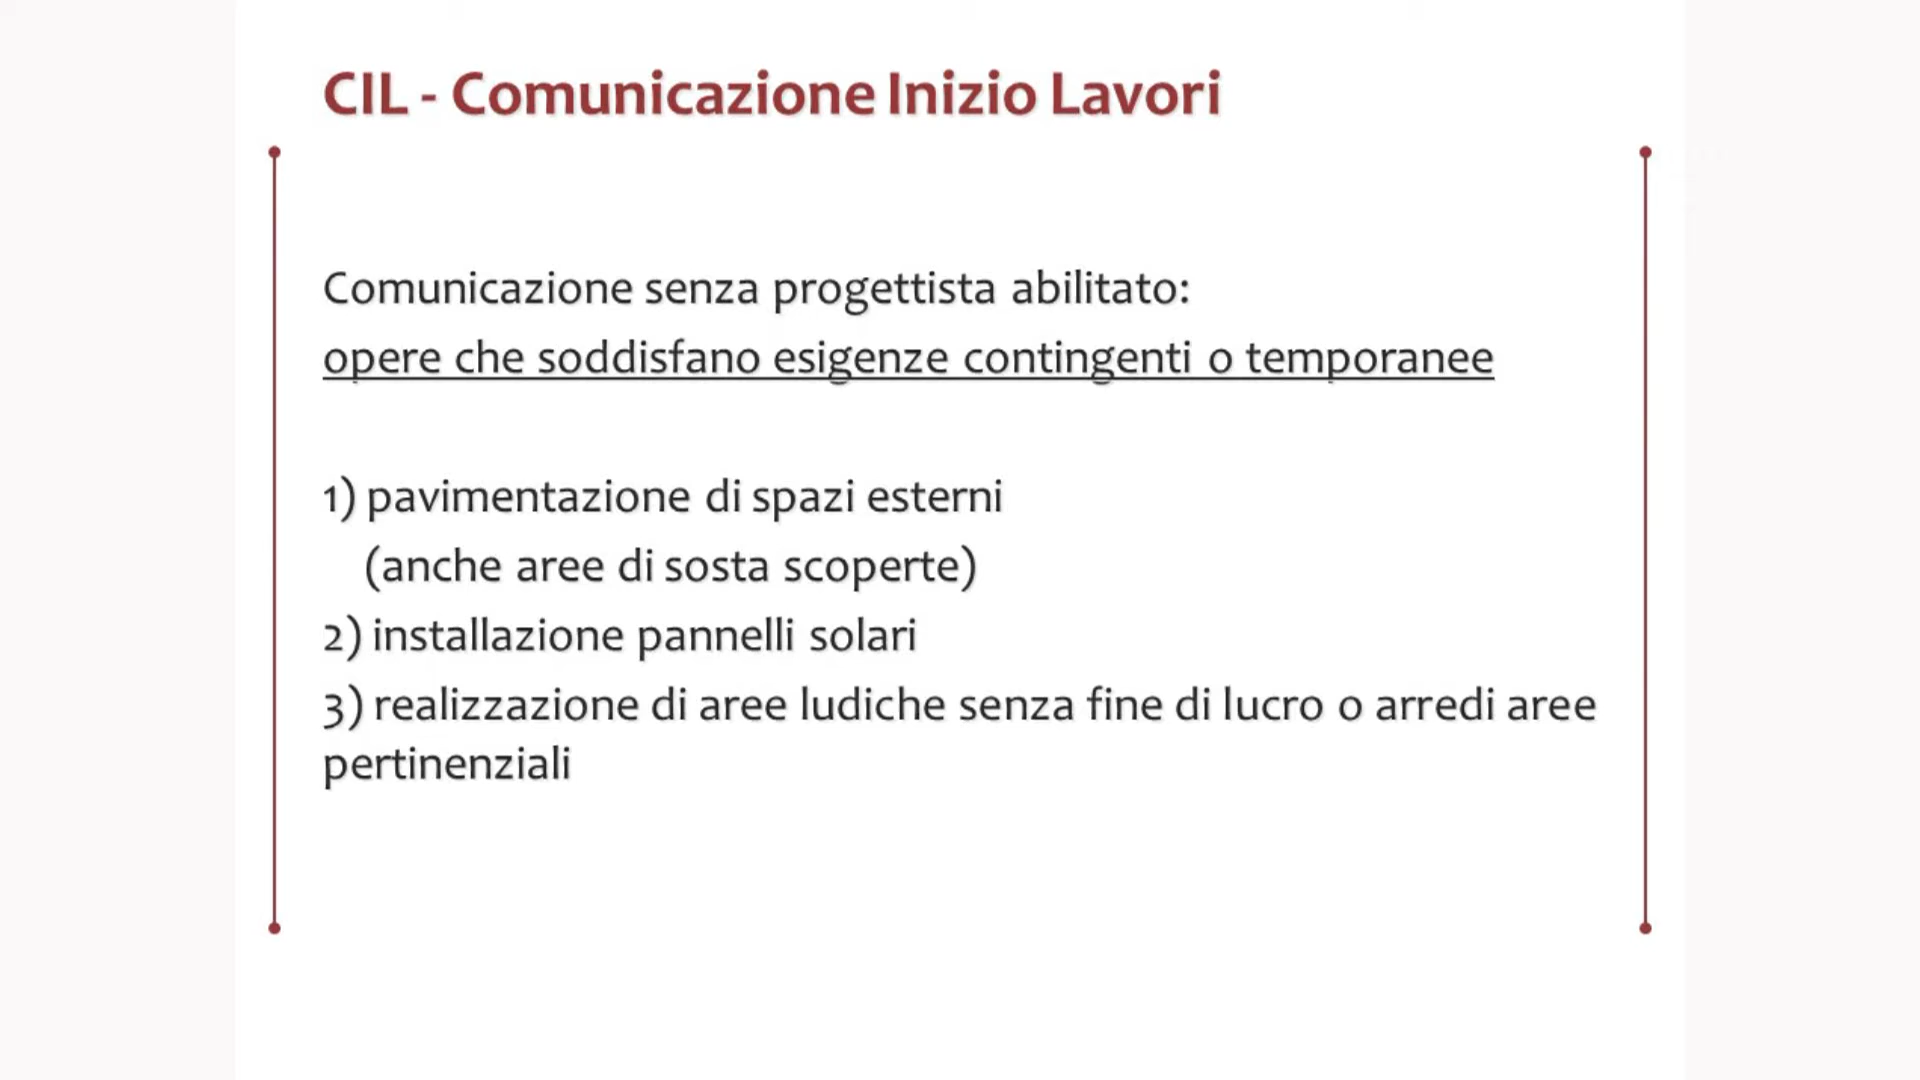 CIL - Comunicazione Inizio Lavori
Comunicazione senza progettista abilitato:
opere che soddisfano esigenze contingenti o temporanee
1) pavimentazione di spazi esterni
(anche aree di sosta scoperte)
2) installazione pannelli solari
3) realizzazione di aree ludiche senza fine di lucro o arredi aree
pertinenziali